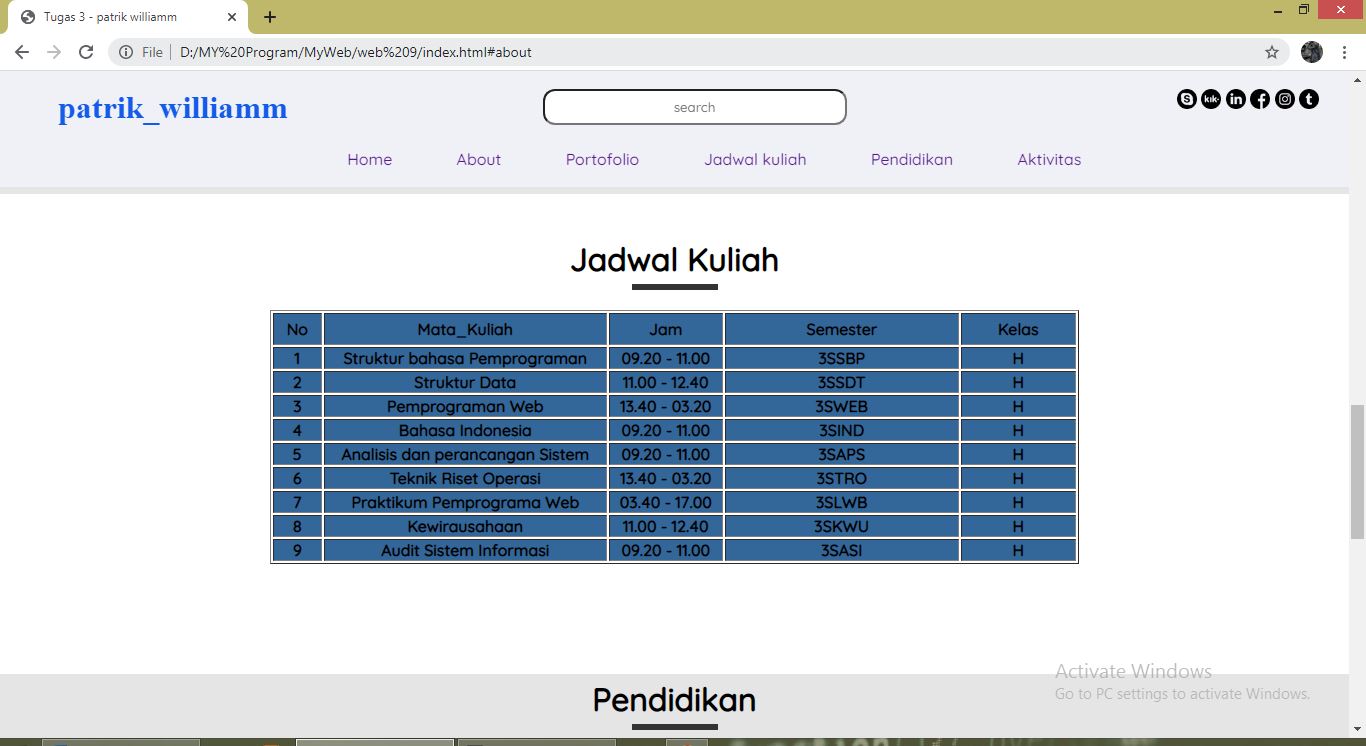 Tugas 3 - patrik williamm
File D:/MY%20Program/MyWeb/web%209/index.html#about
patrik_williamm
search
kik
in
Home About Portofolio Jadwal kuliah Pendidikan Aktivitas
Jadwal Kuliah
No Mata_Kuliah Jam Semester Kelas
1 Struktur bahasa Pemprograman 09.20 - 11.00 3SSBP H
2 Struktur Data 11.00 - 12.40 3SSDT H
3 Pemprograman Web 13.40 - 03.20 3SWEB H
4 Bahasa Indonesia 09.20 - 11.00 3SIND H
5 Analisis dan perancangan Sistem 09.20 - 11.00 3SAPS H
6 Teknik Riset Operasi 13.40 - 03.20 3STRO H
7 Praktikum Pemprograma Web 03.40 - 17.00 3SLWB H
8 Kewirausahaan 11.00 - 12.40 3SKWU H
9 Audit Sistem Informasi 09.20 - 11.00 3SASI H
Activate Windows
Go to PC settings to activate Windows.
Pendidikan